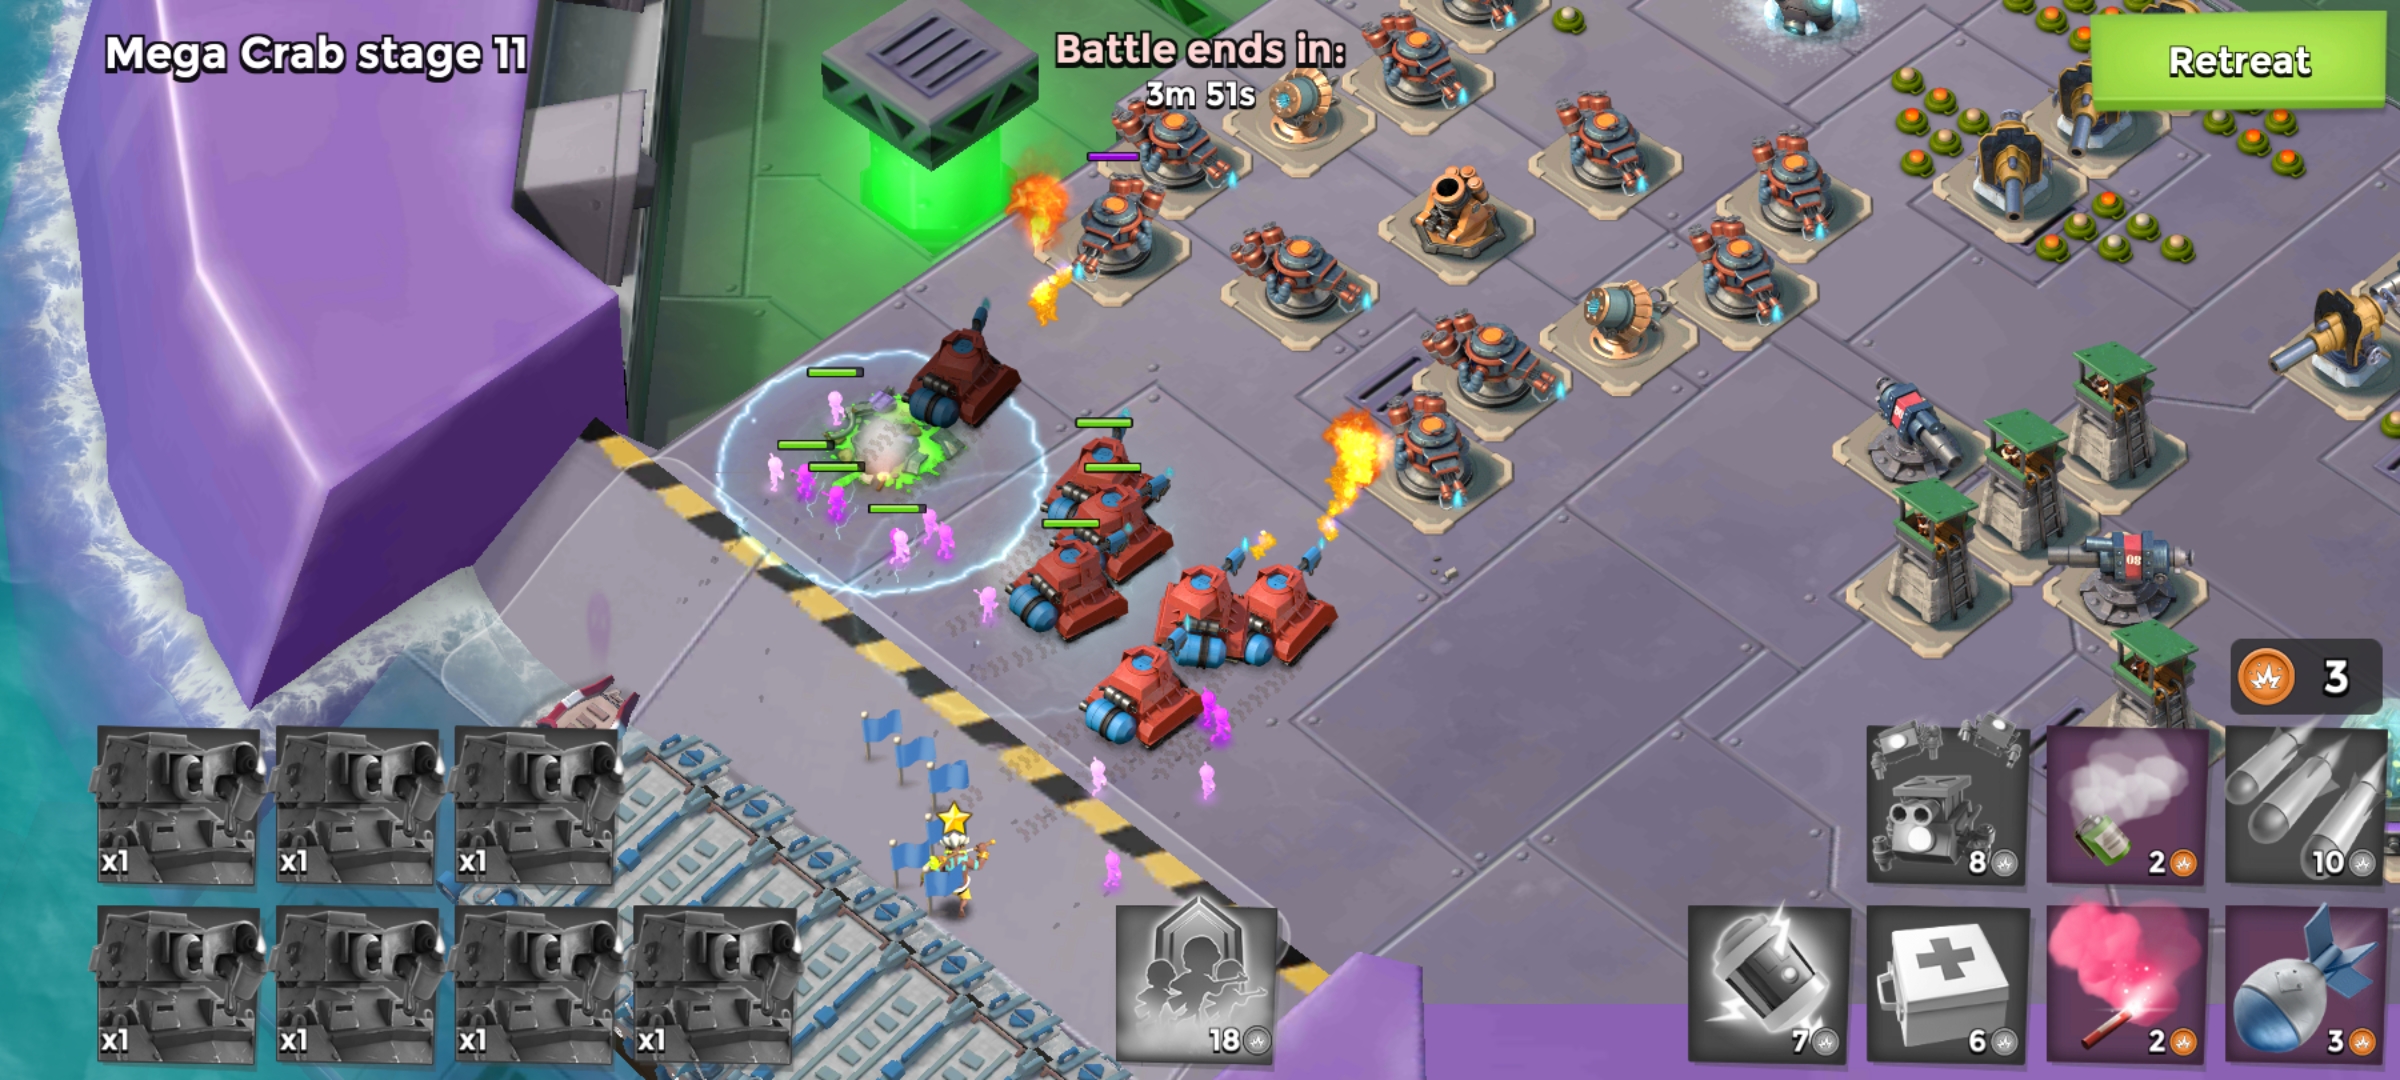 Mega Crab stage 11
Battle ends in:
3m 51s
Retreat
3
x1
x1
x1
8
2
10
x1
x1
x1
x1
18
7
6
2
3